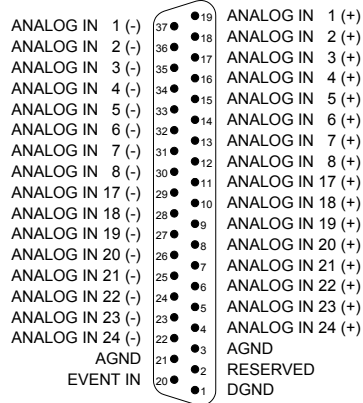 ANALOG IN 1 (-) 37
ANALOG IN 2 (-) 36
ANALOG IN 3 (-) 35
ANALOG IN 4 (-) 34
ANALOG IN 5 (-) 33
ANALOG IN 6 (-) 32
ANALOG IN 7 (-) 31
ANALOG IN 8 (-) 30
ANALOG IN 17 (-) 29
ANALOG IN 18 (-) 28
ANALOG IN 19 (-) 27
ANALOG IN 20 (-) 26
ANALOG IN 21 (-) 25
ANALOG IN 22 (-) 24
ANALOG IN 23 (-) 23
ANALOG IN 24 (-) 22
AGND 21
EVENT IN 20
19 ANALOG IN 1 (+)
18 ANALOG IN 2 (+)
17 ANALOG IN 3 (+)
16 ANALOG IN 4 (+)
15 ANALOG IN 5 (+)
14 ANALOG IN 6 (+)
13 ANALOG IN 7 (+)
12 ANALOG IN 8 (+)
11 ANALOG IN 17 (+)
10 ANALOG IN 18 (+)
9 ANALOG IN 19 (+)
8 ANALOG IN 20 (+)
7 ANALOG IN 21 (+)
6 ANALOG IN 22 (+)
5 ANALOG IN 23 (+)
4 ANALOG IN 24 (+)
3 AGND
2 RESERVED
1 DGND